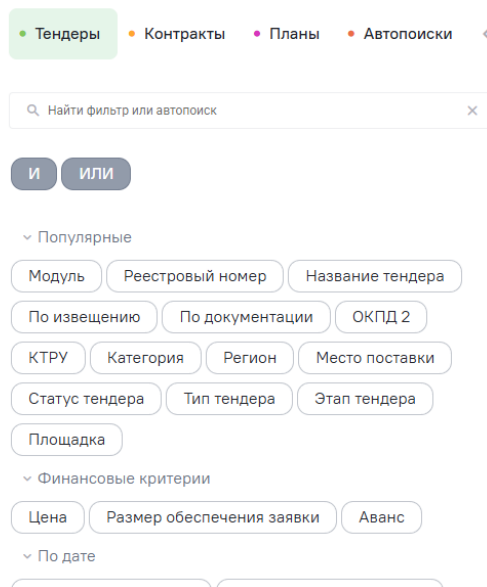 Тендеры Контракты Планы Автопоиски
Найти фильтр или автопоиск
И ИЛИ
Популярные
Модуль Реестровый номер Название тендера
По извещению По документации ОКПД 2
КТРУ Категория Регион Место поставки
Статус тендера Тип тендера Этап тендера
Площадка
Финансовые критерии
Цена Размер обеспечения заявки Аванс
По дате